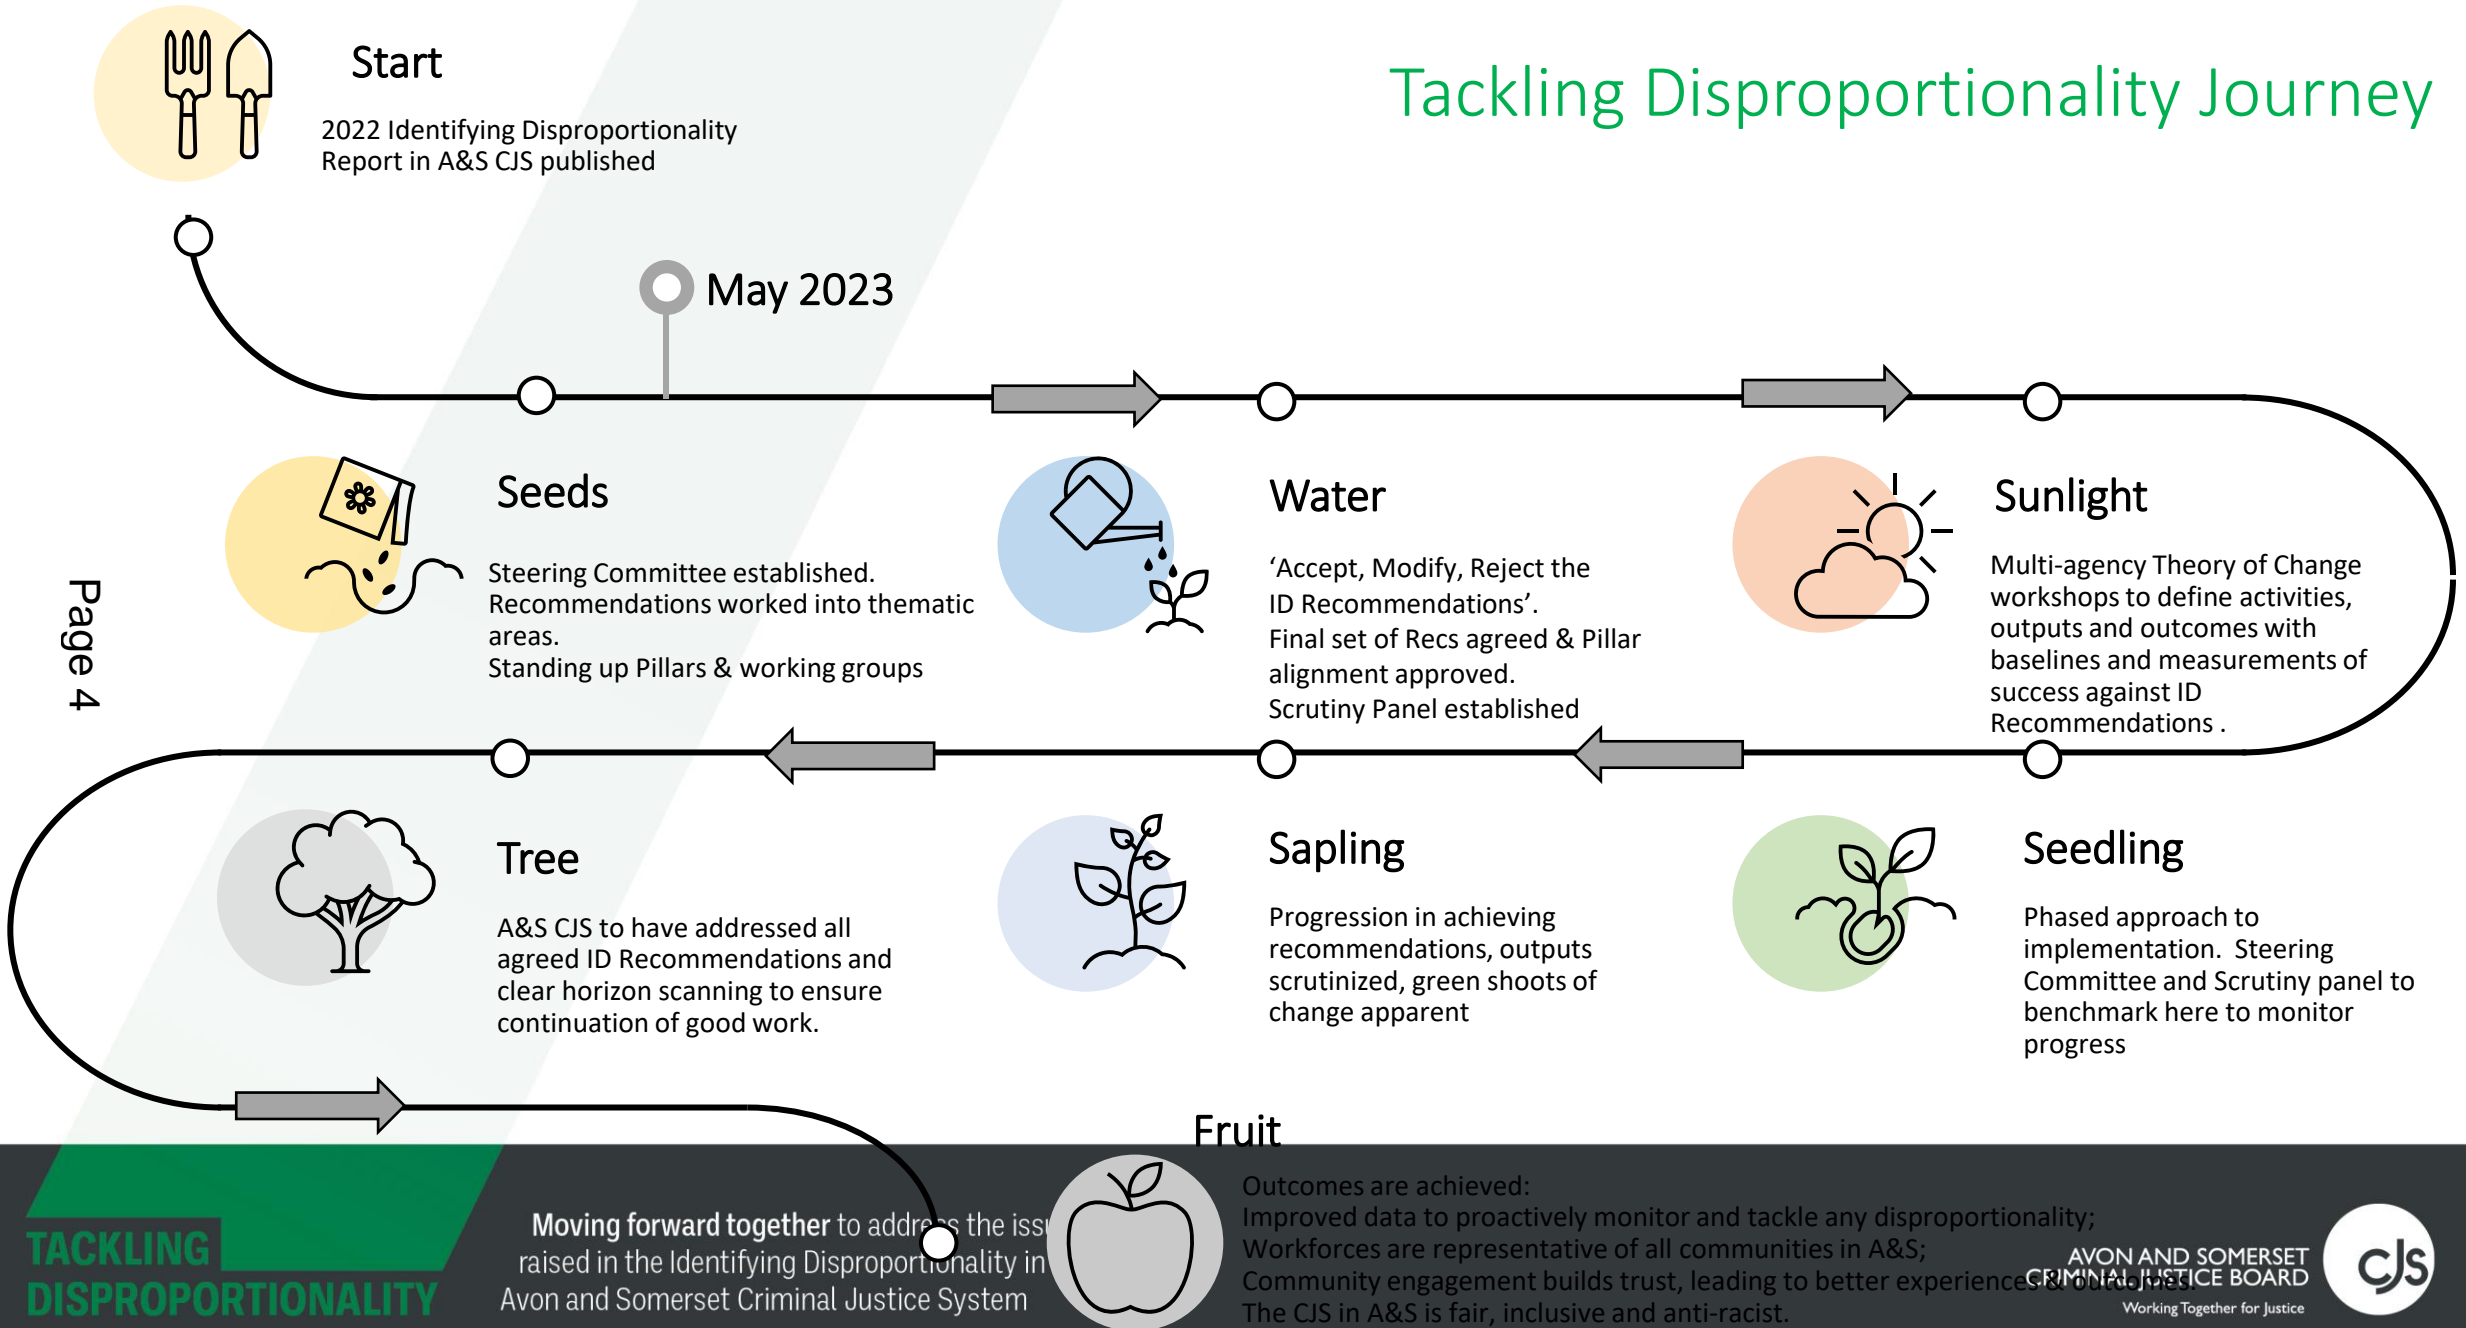 Tackling Disproportionality Journey
Start
2022 Identifying Disproportionality
Report in A&S CJS published
May 2023
Seeds
Steering Committee established.
Recommendations worked into thematic
areas.
Standing up Pillars & working groups
Water
‘Accept, Modify, Reject the
ID Recommendations’.
Final set of Recs agreed & Pillar
alignment approved.
Scrutiny Panel established
Sunlight
Multi-agency Theory of Change
workshops to define activities,
outputs and outcomes with
baselines and measurements of
success against ID
Recommendations .
Page 4
Tree
A&S CJS to have addressed all
agreed ID Recommendations and
clear horizon scanning to ensure
continuation of good work.
Sapling
Progression in achieving
recommendations, outputs
scrutinized, green shoots of
change apparent
Seedling
Phased approach to
implementation. Steering
Committee and Scrutiny panel to
benchmark here to monitor
progress
Fruit
Outcomes are achieved:
Improved data to proactively monitor and tackle any disproportionality;
Workforces are representative of all communities in A&S;
Community engagement builds trust, leading to better experiences & outcomes.
The CJS in A&S is fair, inclusive and anti-racist.
TACKLING
DISPROPORTIONALITY
Moving forward together to address the
raised in the Identifying Disproportionality in
Avon and Somerset Criminal Justice System
AVON AND SOMERSET
CRIMINAL JUSTICE BOARD
Working Together for Justice
cjs